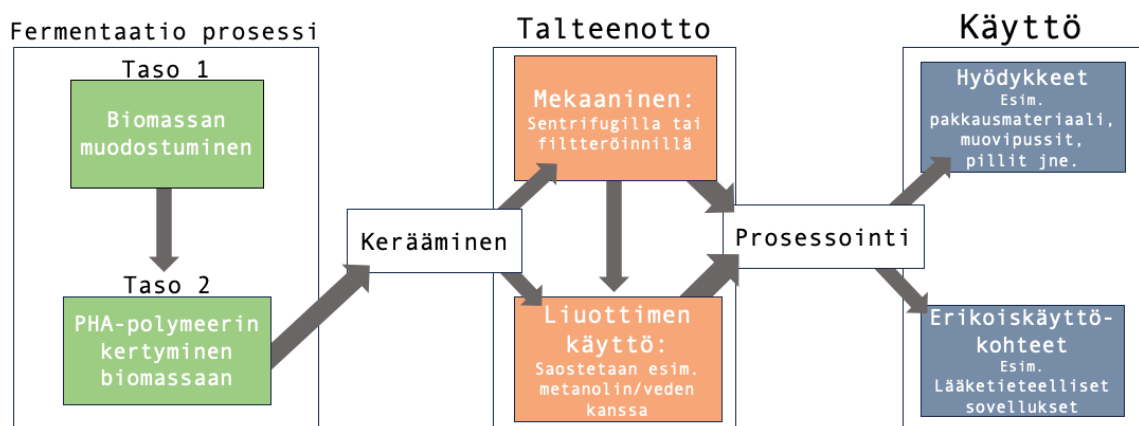 Fermentaatio prosessi
Taso 1
Biomassan
muodostuminen
Taso 2
PHA-polymeerin
kertyminen
biomassaan
Kerääminen
Talteenotto
Mekaaninen:
Sentrifugilla tai
filtteröinnillä
Liuottimen
käyttö:
Saostetaan esim.
metanolin/veden
kanssa
Prosessointi
Käyttö
Hyödykkeet
Esim.
pakkausmateriaali,
muovipussit,
pillit jne.
Erikoiskäyttö-
kohteet
Esim.
Lääketieteelliset
sovellukset